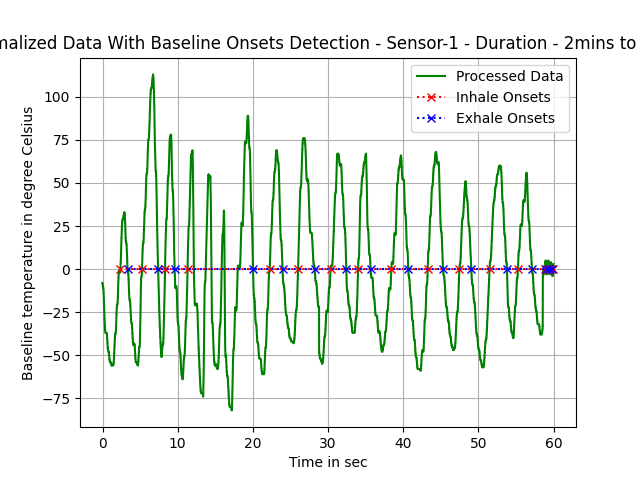 malized Data With Baseline Onsets Detection - Sensor-1 - Duration - 2mins to
Processed Data
Inhale Onsets
Exhale Onsets
Baseline temperature in degree Celsius
100
75
50
25
0
−25
−50
−75
0 10 20 30 40 50 60
Time in sec